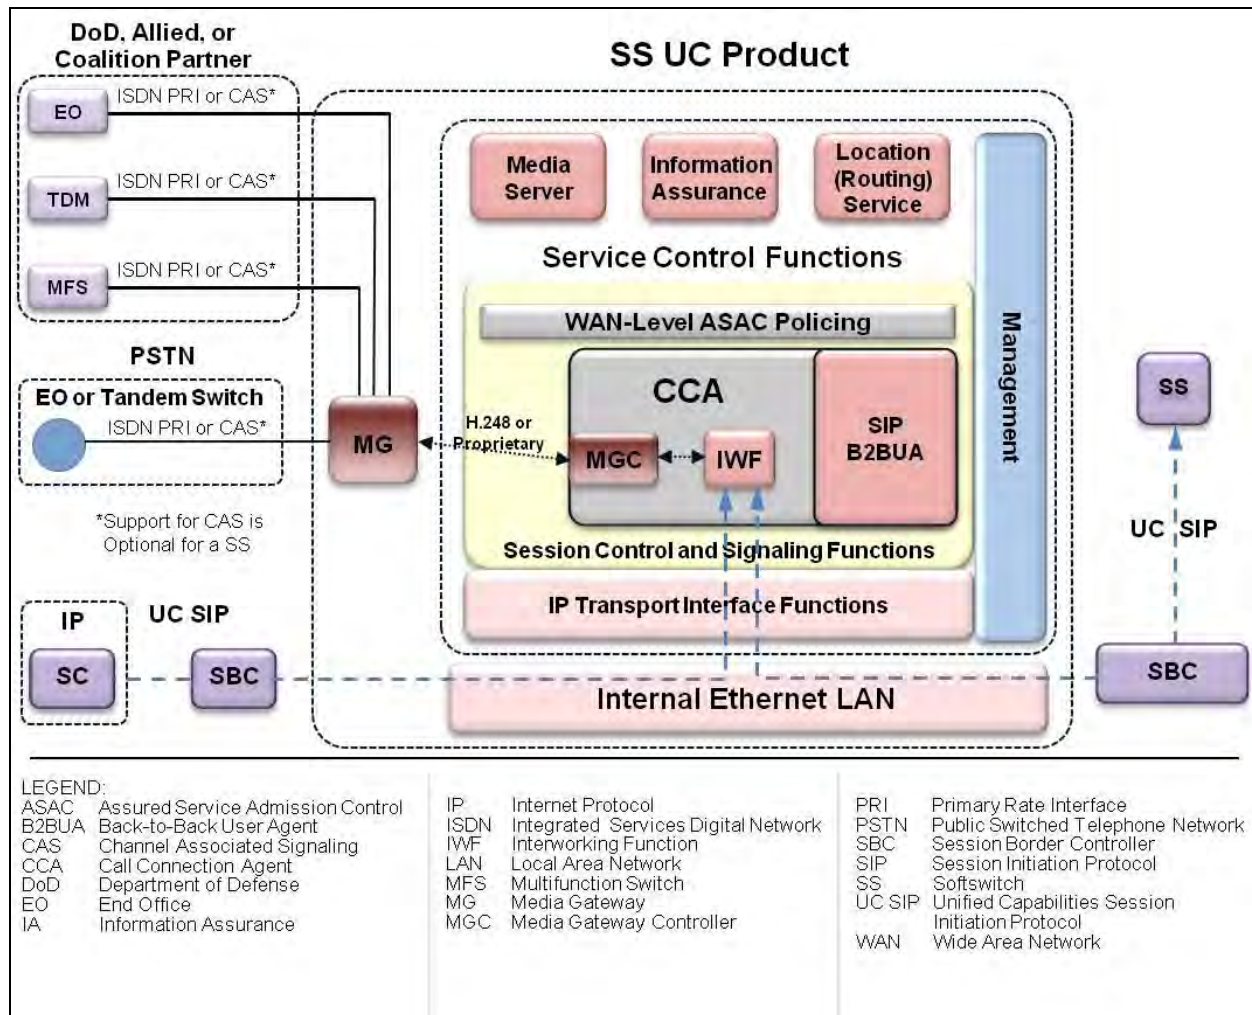 DoD, Allied, or
Coalition Partner
SS UC Product
ISDN PRI or CAS*
EO
ISDN PRI or CAS*
TDM
ISDN PRI or CAS*
MFS
Media
Server
Information
Assurance
Location
(Routing)
Service
Service Control Functions
WAN-Level ASAC Policing
Management
PSTN
EO or Tandem Switch
ISDN PRI or CAS*
MG
H.248 or
Proprietary
CCA
MGC
IWF
SIP
B2BUA
SS
*Support for CAS is
Optional for a SS
Session Control and Signaling Functions
UC SIP
IP Transport Interface Functions
IP
UC SIP
SC
SBC
SBC
Internal Ethernet LAN
LEGEND:
ASAC Assured Service Admission Control
B2BUA Back-to-Back User Agent
CAS Channel Associated Signaling
CCA Call Connection Agent
DoD Department of Defense
EO End Office
IA Information Assurance
IP Internet Protocol
ISDN Integrated Services Digital Network
IWF Interworking Function
LAN Local Area Network
MFS Multifunction Switch
MG Media Gateway
MGC Media Gateway Controller
PRI Primary Rate Interface
PSTN Public Switched Telephone Network
SBC Session Border Controller
SIP Session Initiation Protocol
SS Softswitch
UC SIP Unified Capabilities Session
Initiation Protocol
WAN Wide Area Network